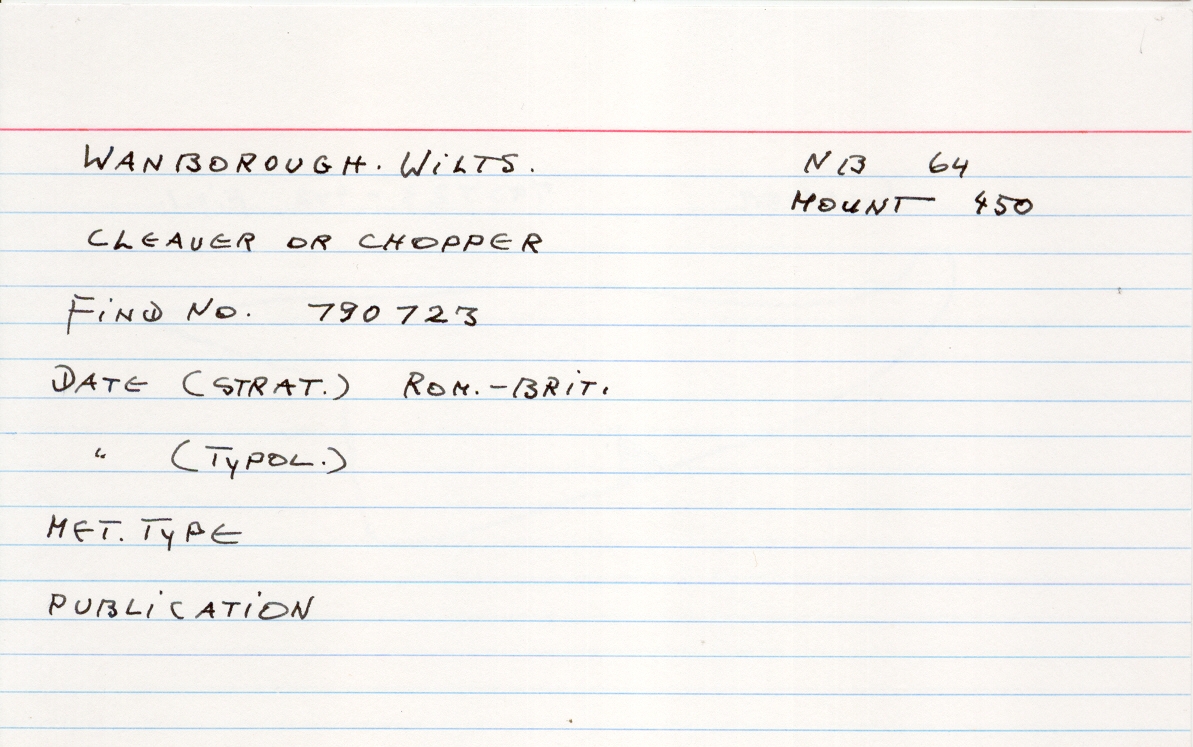 WANBOROUGH. WILTS. NB 64
MOUNT 450
CLEAVER OR CHOPPER
FIND NO. 790723
DATE (STRAT.) ROM.-BRIT.
" (TYPOL.)
MET. TYPE
PUBLICATION